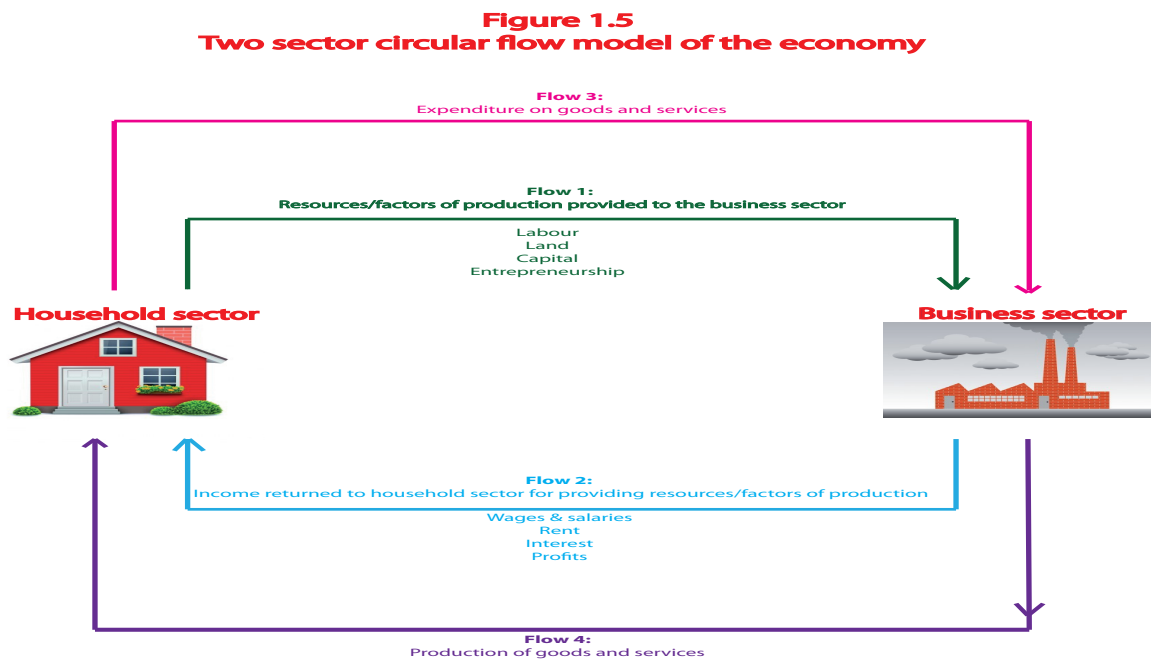 Figure 1.5
Two sector circular flow model of the economy
Flow 3:
Expenditure on goods and services
Flow 1:
Resources/factors of production provided to the business sector
Labour
Land
Capital
Entrepreneurship
Household sector
Business sector
Flow 2:
Income returned to household sector for providing resources/factors of production
Wages & salaries
Rent
Interest
Profits
Flow 4:
Production of goods and services